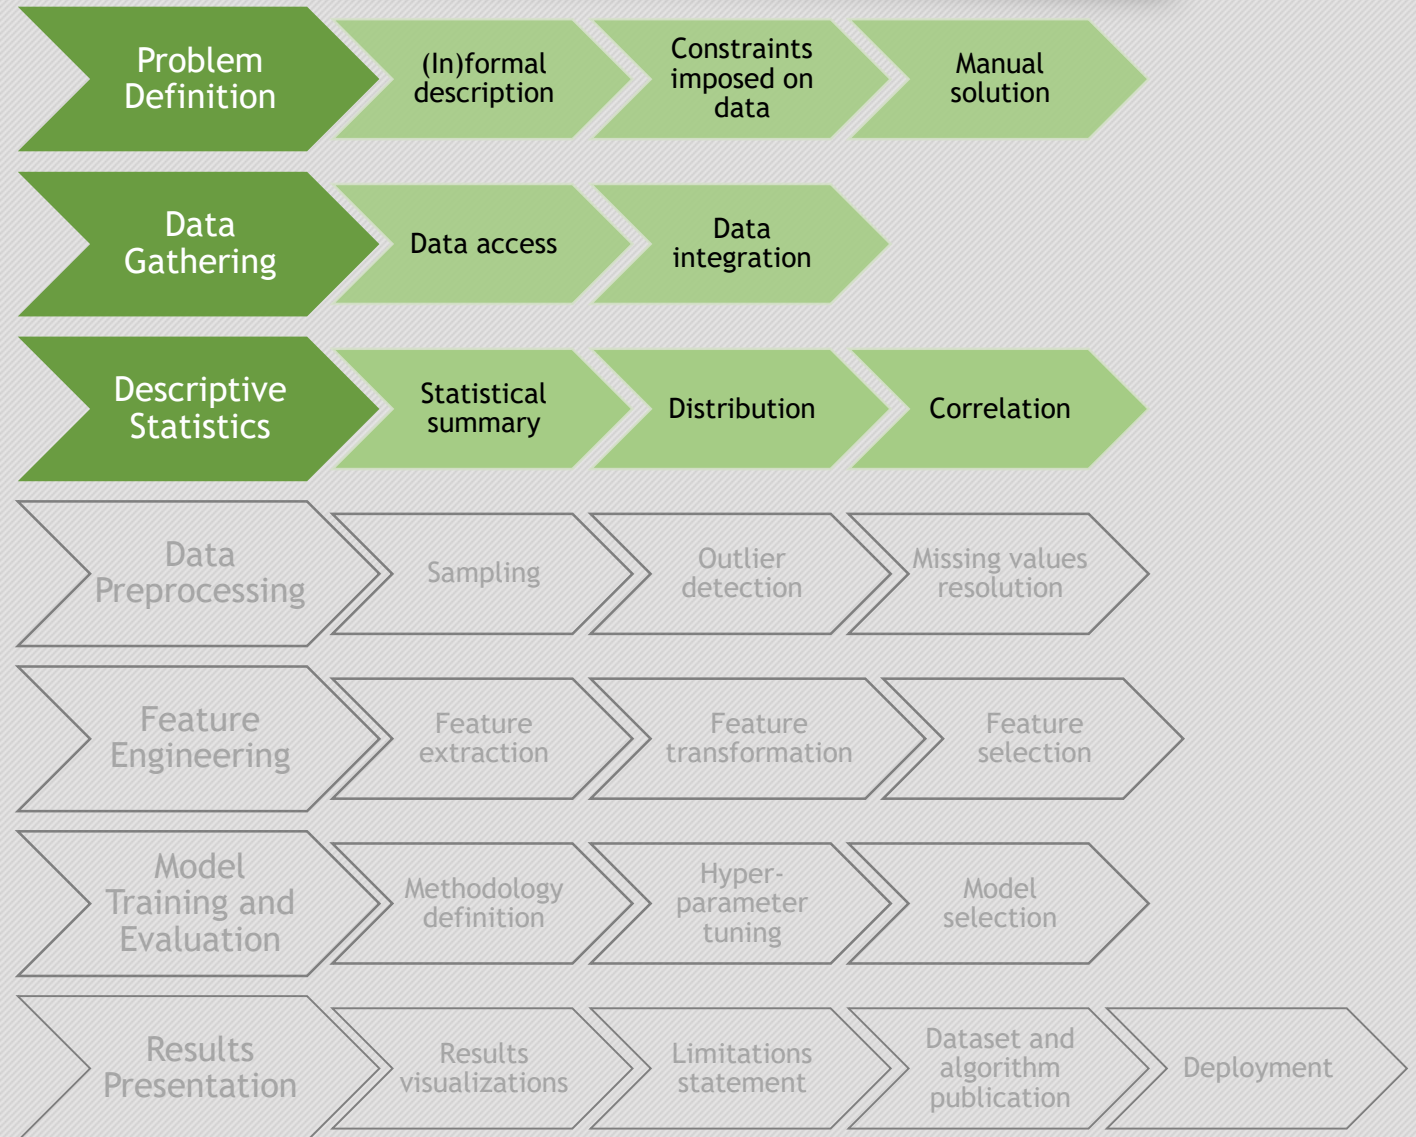 Problem
Definition
(In)formal
description
Constraints
imposed on
data
Manual
solution
Data
Gathering
Data access
Data
integration
Descriptive
Statistics
Statistical
summary
Distribution
Correlation
Data
Preprocessing
Sampling
Outlier
detection
Missing values
resolution
Feature
Engineering
Feature
extraction
Feature
transformation
Feature
selection
Model
Training and
Evaluation
Methodology
definition
Hyper-
parameter
tuning
Model
selection
Results
Presentation
Results
visualizations
Limitations
statement
Dataset and
algorithm
publication
Deployment